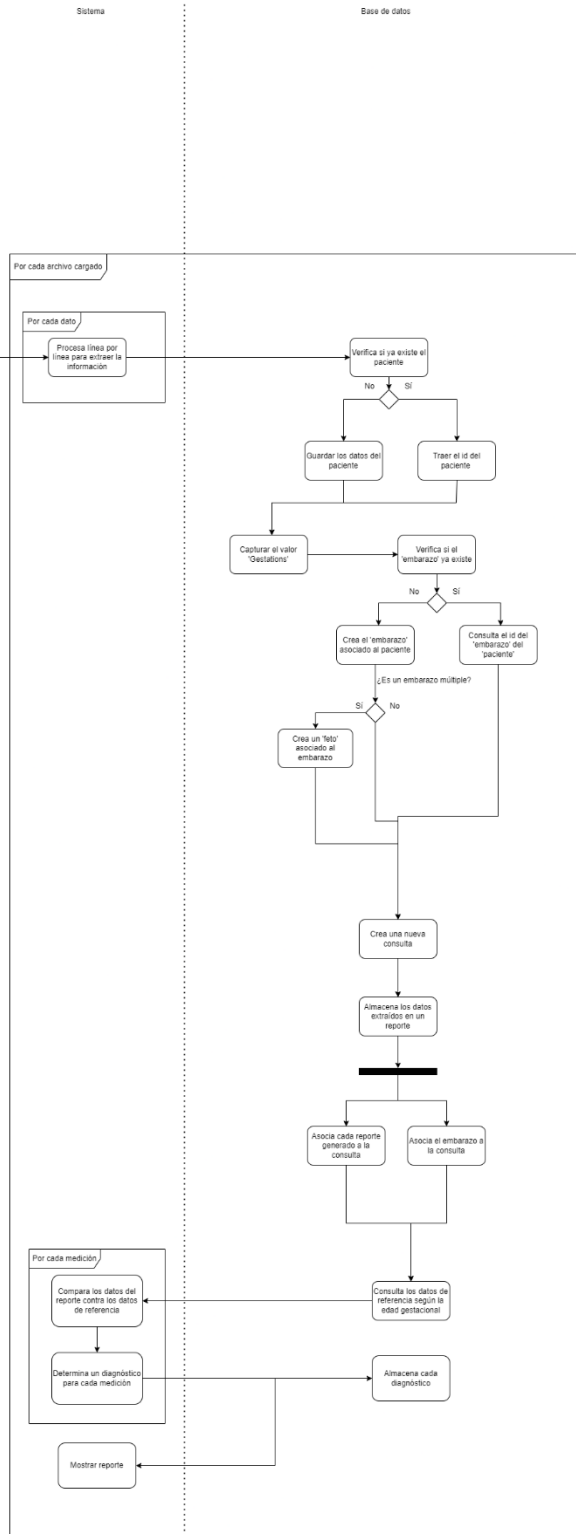 Sistema
Base de datos
Por cada archivo cargado
Por cada dato
Procesa línea por
línea para extraer la
información
Verifica si ya existe el
paciente
No
Sí
Guardar los datos del
paciente
Traer el id del
paciente
Capturar el valor
'Gestations'
Verifica si el
'embarazo' ya existe
No
Sí
Crea el 'embarazo'
asociado al paciente
Consulta el id del
'embarazo' del
'paciente'
¿Es un embarazo múltiple?
Sí
No
Crea un 'feto'
asociado al
embarazo
Crea una nueva
consulta
Almacena los datos
extraídos en un
reporte
Asocia cada reporte
generado a la
consulta
Asocia el embarazo a
la consulta
Por cada medición
Compara los datos del
reporte contra los datos
de referencia
Consulta los datos de
referencia según la
edad gestacional
Determina un diagnóstico
para cada medición
Almacena cada
diagnóstico
Mostrar reporte